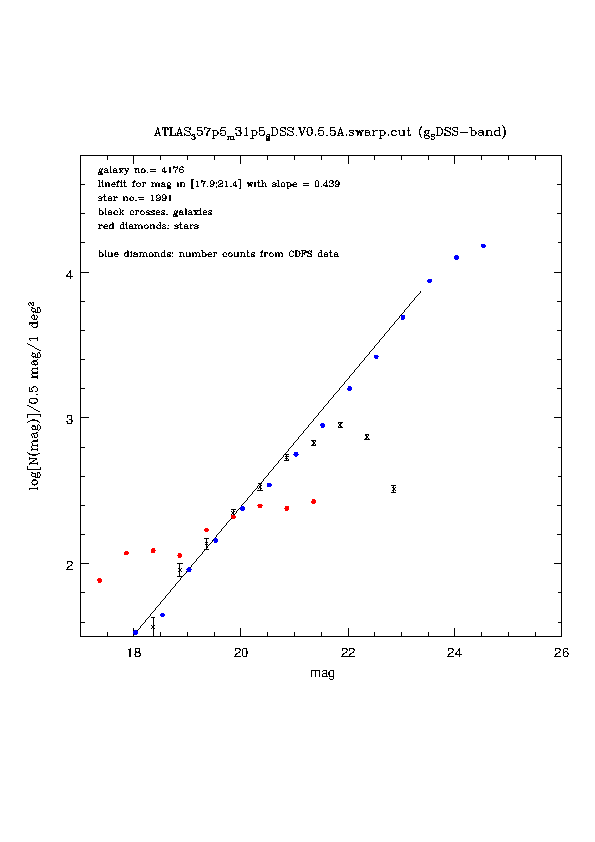 ATLAS_357p5_m31p5_gDSS.V0.5.5A.swarp.cut (g_SDSS-band)
galaxy no.= 4176
linefit for mag in [17.9;21.4] with slope = 0.439
star no.= 1991
black crosses: galaxies
red diamonds: stars
blue diamonds: number counts from CDFS data
log[N(mag)]/0.5 mag/1 deg²
4
3
2
18 20 22 24 26
mag